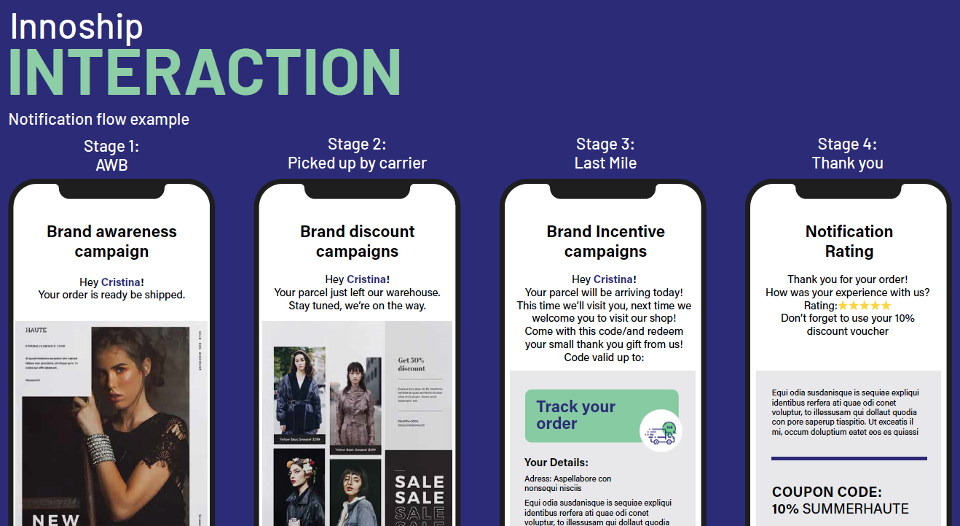 Innoship
INTERACTION
Notification flow example
Stage 1:
AWB
Brand awareness
campaign
Hey Cristina!
Your order is ready be shipped.
HAUTE
NEW
Stage 2:
Picked up by carrier
Brand discount
campaigns
Hey Cristina!
Your parcel just left our warehouse.
Stay tuned, we're on the way.
Get 50%
discount
SALE
SALE
SALE
Stage 3:
Last Mile
Brand Incentive
campaigns
Hey Cristina!
Your parcel will be arriving today!
This time we'll visit you, next time we
welcome you to visit our shop!
Come with this code/and redeem
your small thank you gift from us!
Code valid up to:
Track your
order
Your Details:
Adress: Aspellabore con
nonsequi nisciis
Equi odia susdanisque is sequiae expliqui
identibus rerfera ati quae odi conet
voluptur, to illessusam qui dollaut quodia
Stage 4:
Thank you
Notification
Rating
Thank you for your order!
How was your experience with us?
Rating:⭐⭐⭐⭐⭐
Don't forget to use your 10%
discount voucher
Equi odia susdanisque is sequiae expliqui
identibus rerfera ati quae odi conet
voluptur, to illessusam qui dollaut quodia
con pore saperup tiaspitio. Ut exceatis il
mi, occum doluptium eatet eos es quiassi
COUPON CODE:
10% SUMMERHAUTE